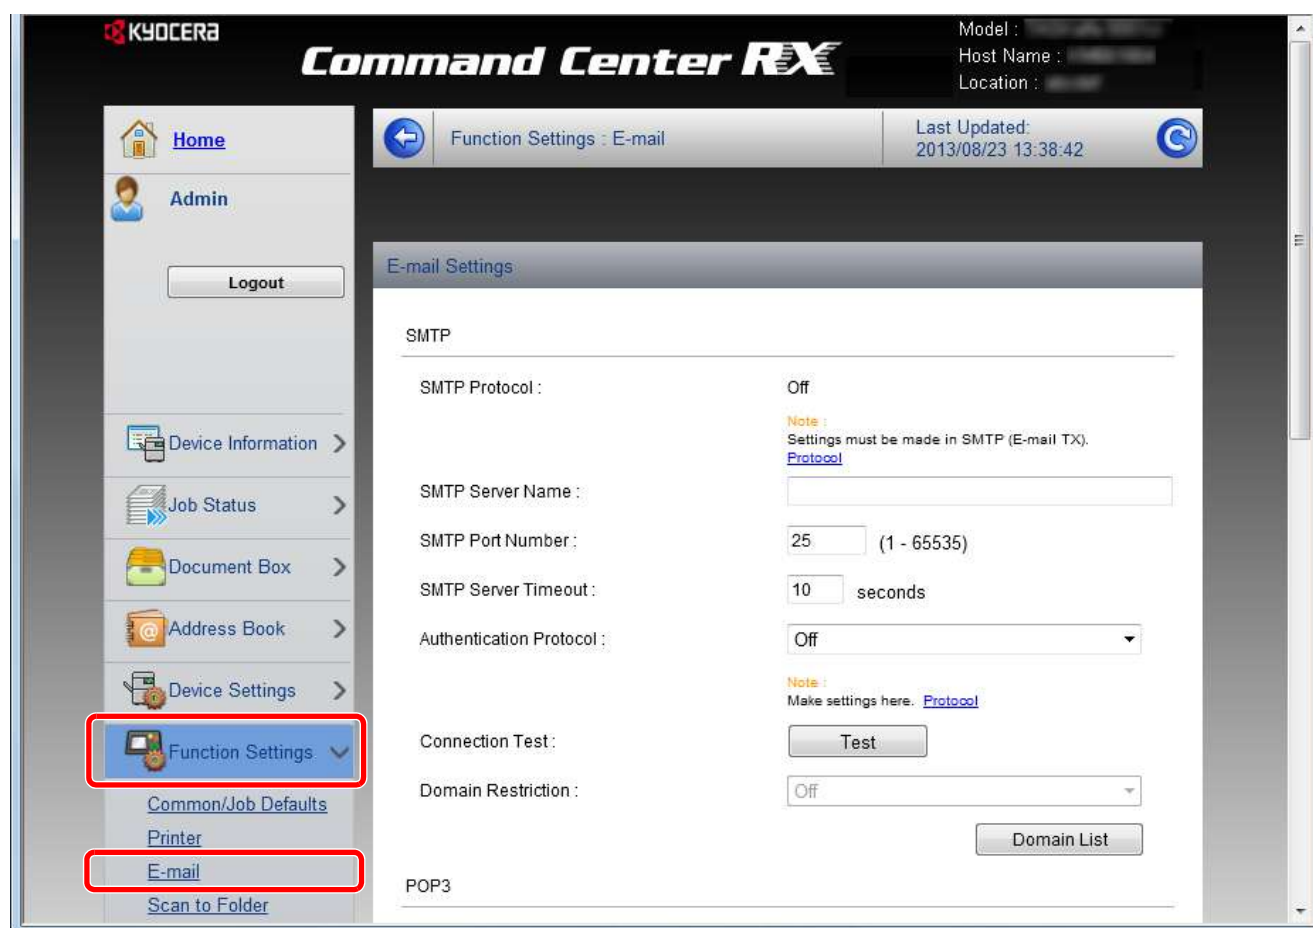 KYOCERA
Command Center RX
Model :
Host Name :
Location :
Home
Admin
Logout
Device Information
Job Status
Document Box
Address Book
Device Settings
Function Settings
Common/Job Defaults
Printer
E-mail
Scan to Folder
Function Settings : E-mail
Last Updated:
2013/08/23 13:38:42
E-mail Settings
SMTP
SMTP Protocol : Off
Note :
Settings must be made in SMTP (E-mail TX).
Protocol
SMTP Server Name :
SMTP Port Number : 25 (1 - 65535)
SMTP Server Timeout : 10 seconds
Authentication Protocol : Off
Note :
Make settings here. Protocol
Connection Test : Test
Domain Restriction : Off
Domain List
POP3